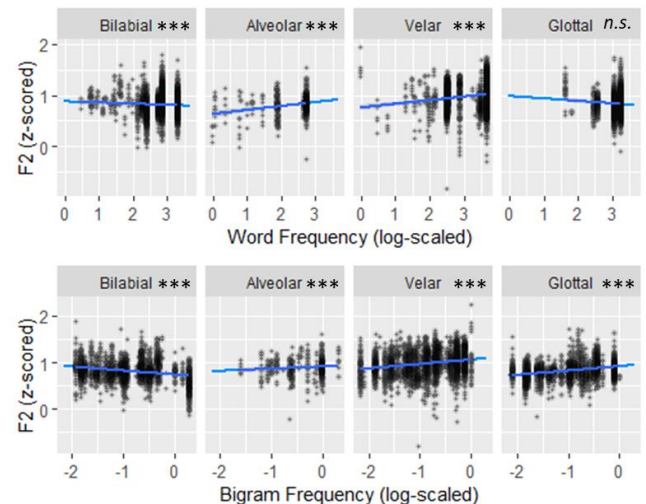 Bilabial *** Alveolar *** Velar *** Glottal n.s.
F2 (z-scored)
2
1
0
0 1 2 3 0 1 2 3 0 1 2 3 0 1 2 3
Word Frequency (log-scaled)
Bilabial *** Alveolar *** Velar *** Glottal ***
F2 (z-scored)
2
1
0
-2 -1 0 -2 -1 0 -2 -1 0 -2 -1 0
Bigram Frequency (log-scaled)